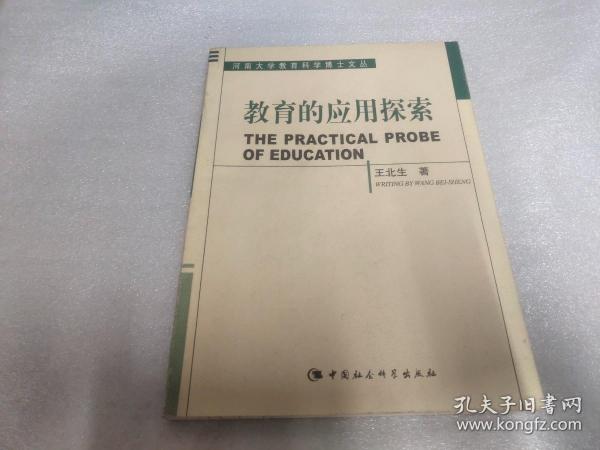 河南大学教育科学博士文丛
教育的应用探索
THE PRACTICAL PROBE
OF EDUCATION
王北生 著
WRITING BY WANG BEI-SHENG
中国社会科学出版社
孔夫子旧书网
www.kongfz.com